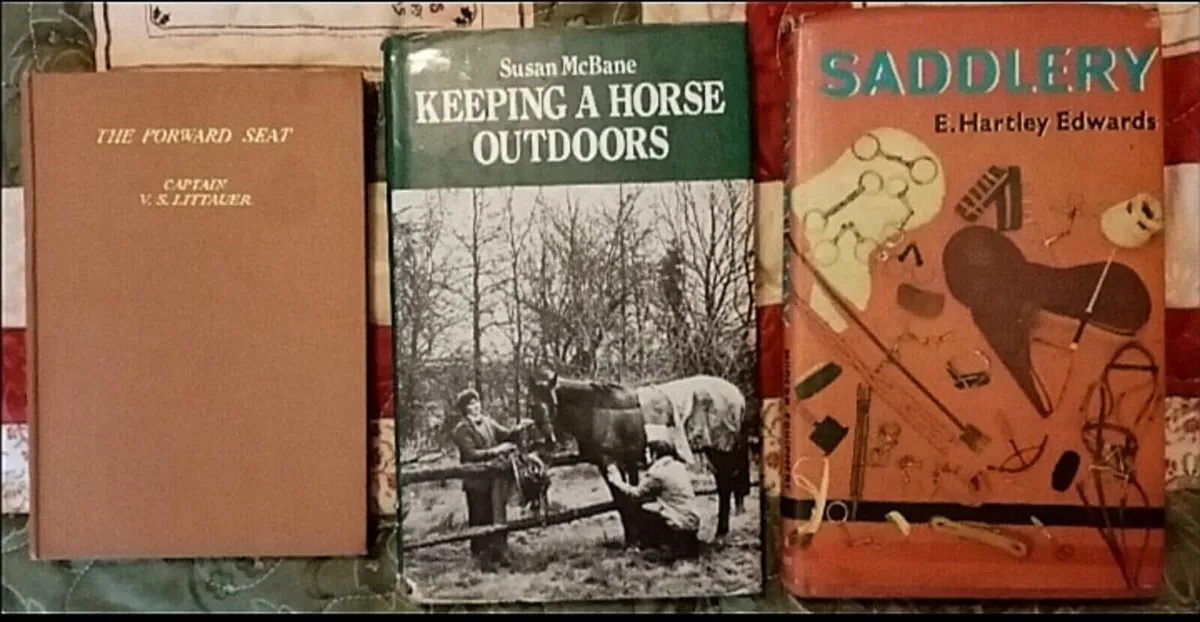 THE FORWARD SEAT
CAPTAIN
V. S. LITTAUER
Susan McBane
KEEPING A HORSE
OUTDOORS
SADDLERY
E. Hartley Edwards